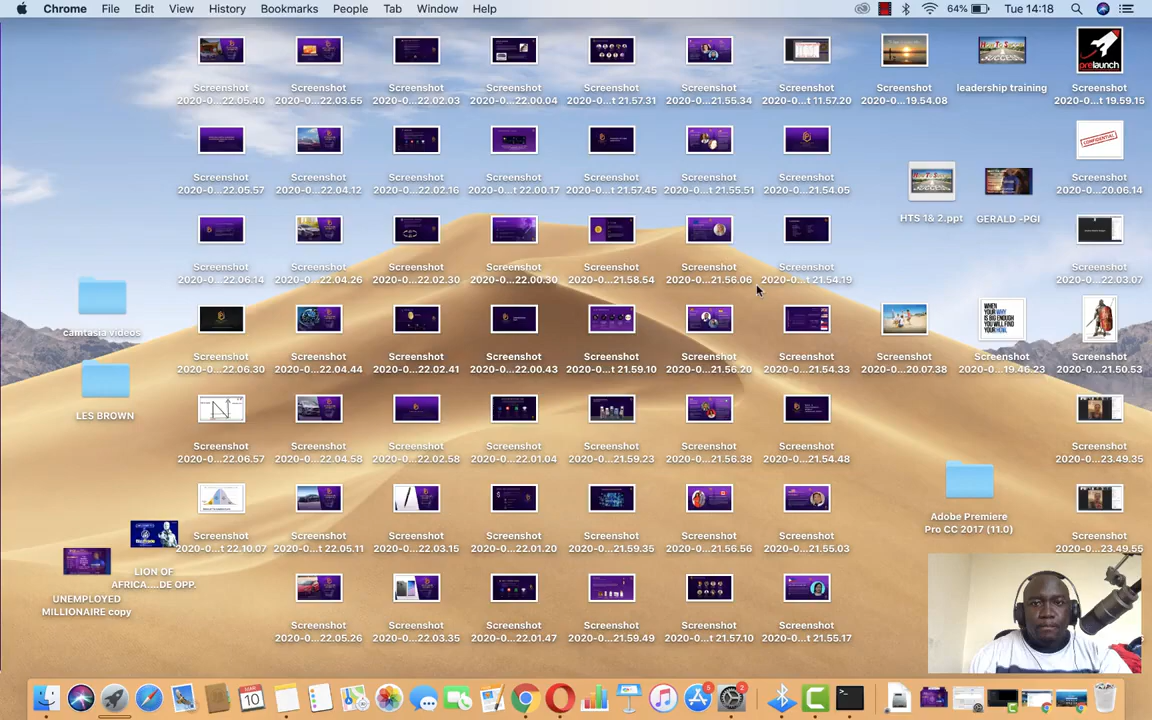 Chrome File Edit View History Bookmarks People Tab Window Help 64% Tue 14:18
Screenshot 2020-0...22.05.40
Screenshot 2020-0...22.03.55
Screenshot 2020-0...22.02.03
Screenshot 2020-0...22.00.04
Screenshot 2020-0...t 21.57.31
Screenshot 2020-0...21.55.34
Screenshot 2020-0...t 11.57.20
Screenshot 2020-0...19.54.08
leadership training
prelaunch
Screenshot 2020-0...t 19.59.15
Screenshot 2020-0...22.05.57
Screenshot 2020-0...22.04.12
Screenshot 2020-0...22.02.16
Screenshot 2020-0...t 22.00.17
Screenshot 2020-0...t 21.57.45
Screenshot 2020-0...t 21.55.51
Screenshot 2020-0...21.54.05
HTS 1& 2.ppt
GERALD -PGI
CONFIDENTIAL
Screenshot 2020-0...20.06.14
Screenshot 2020-0...22.06.14
Screenshot 2020-0...22.04.26
Screenshot 2020-0...22.02.30
Screenshot 2020-0...22.00.30
Screenshot 2020-0...21.58.54
Screenshot 2020-0...21.56.06
Screenshot 2020-0...t 21.54.19
Screenshot 2020-0...22.03.07
camtasia videos
Screenshot 2020-0...22.06.30
Screenshot 2020-0...22.04.44
Screenshot 2020-0...22.02.41
Screenshot 2020-0...22.00.43
Screenshot 2020-0...t 21.59.10
Screenshot 2020-0...21.56.20
Screenshot 2020-0...21.54.33
Screenshot 2020-0...20.07.38
WHEN YOUR WHY IS BIG ENOUGH YOU WILL FIND YOUR HOW.
Screenshot 2020-0... 19.46.23
Screenshot 2020-0...21.50.53
LES BROWN
Screenshot 2020-0...22.06.57
Screenshot 2020-0...22.04.58
Screenshot 2020-0...22.02.58
Screenshot 2020-0...22.01.04
Screenshot 2020-0...21.59.23
Screenshot 2020-0...21.56.38
Screenshot 2020-0...21.54.48
Screenshot 2020-0...23.49.35
Adobe Premiere Pro CC 2017 (11.0)
Screenshot 2020-0...t 22.10.07
Screenshot 2020-0...t 22.05.11
Screenshot 2020-0...22.03.15
Screenshot 2020-0...22.01.20
Screenshot 2020-0...21.59.35
Screenshot 2020-0...21.56.56
Screenshot 2020-0...21.55.03
Screenshot 2020-0...23.49.55
LION OF AFRICA....DE OPP.
UNEMPLOYED MILLIONAIRE copy
Screenshot 2020-0...22.05.26
Screenshot 2020-0...22.03.35
Screenshot 2020-0...22.01.47
Screenshot 2020-0...21.59.49
Screenshot 2020-0...t 21.57.10
Screenshot 2020-0...t 21.55.17
MAR 10
5
2